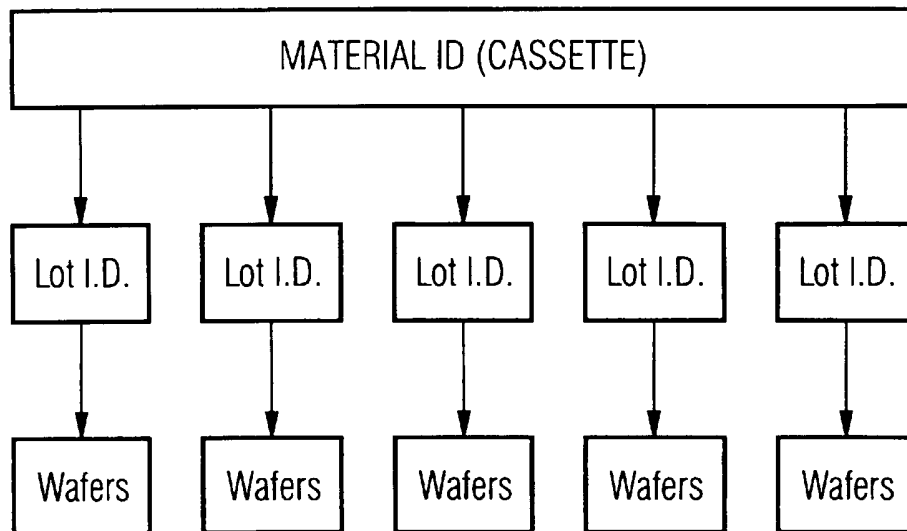 MATERIAL ID (CASSETTE)
Lot I.D. Lot I.D. Lot I.D. Lot I.D. Lot I.D.
Wafers Wafers Wafers Wafers Wafers